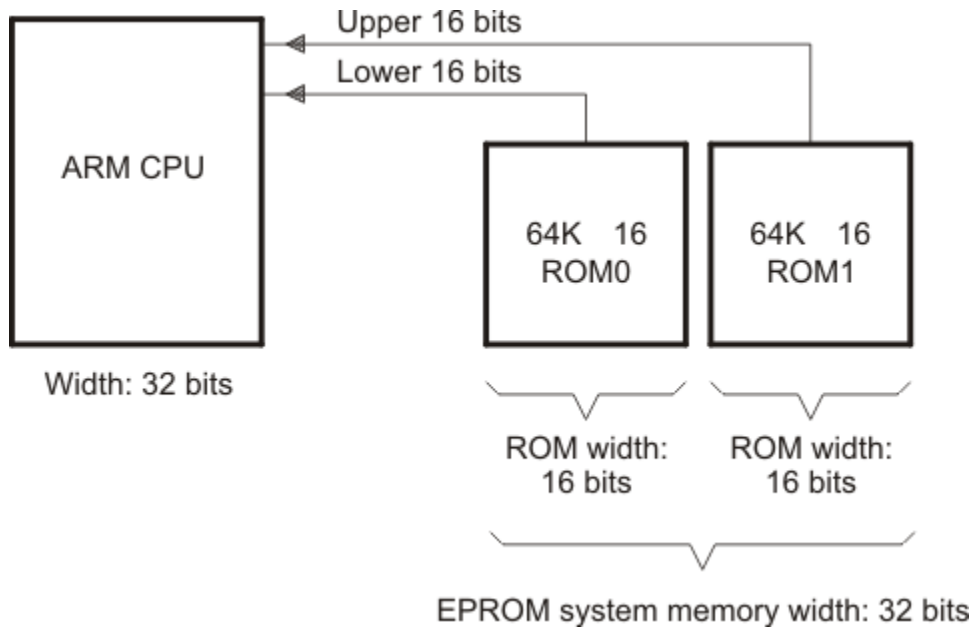 Upper 16 bits
Lower 16 bits
ARM CPU
64K 16
ROM0
64K 16
ROM1
Width: 32 bits
ROM width:
16 bits
ROM width:
16 bits
EPROM system memory width: 32 bits